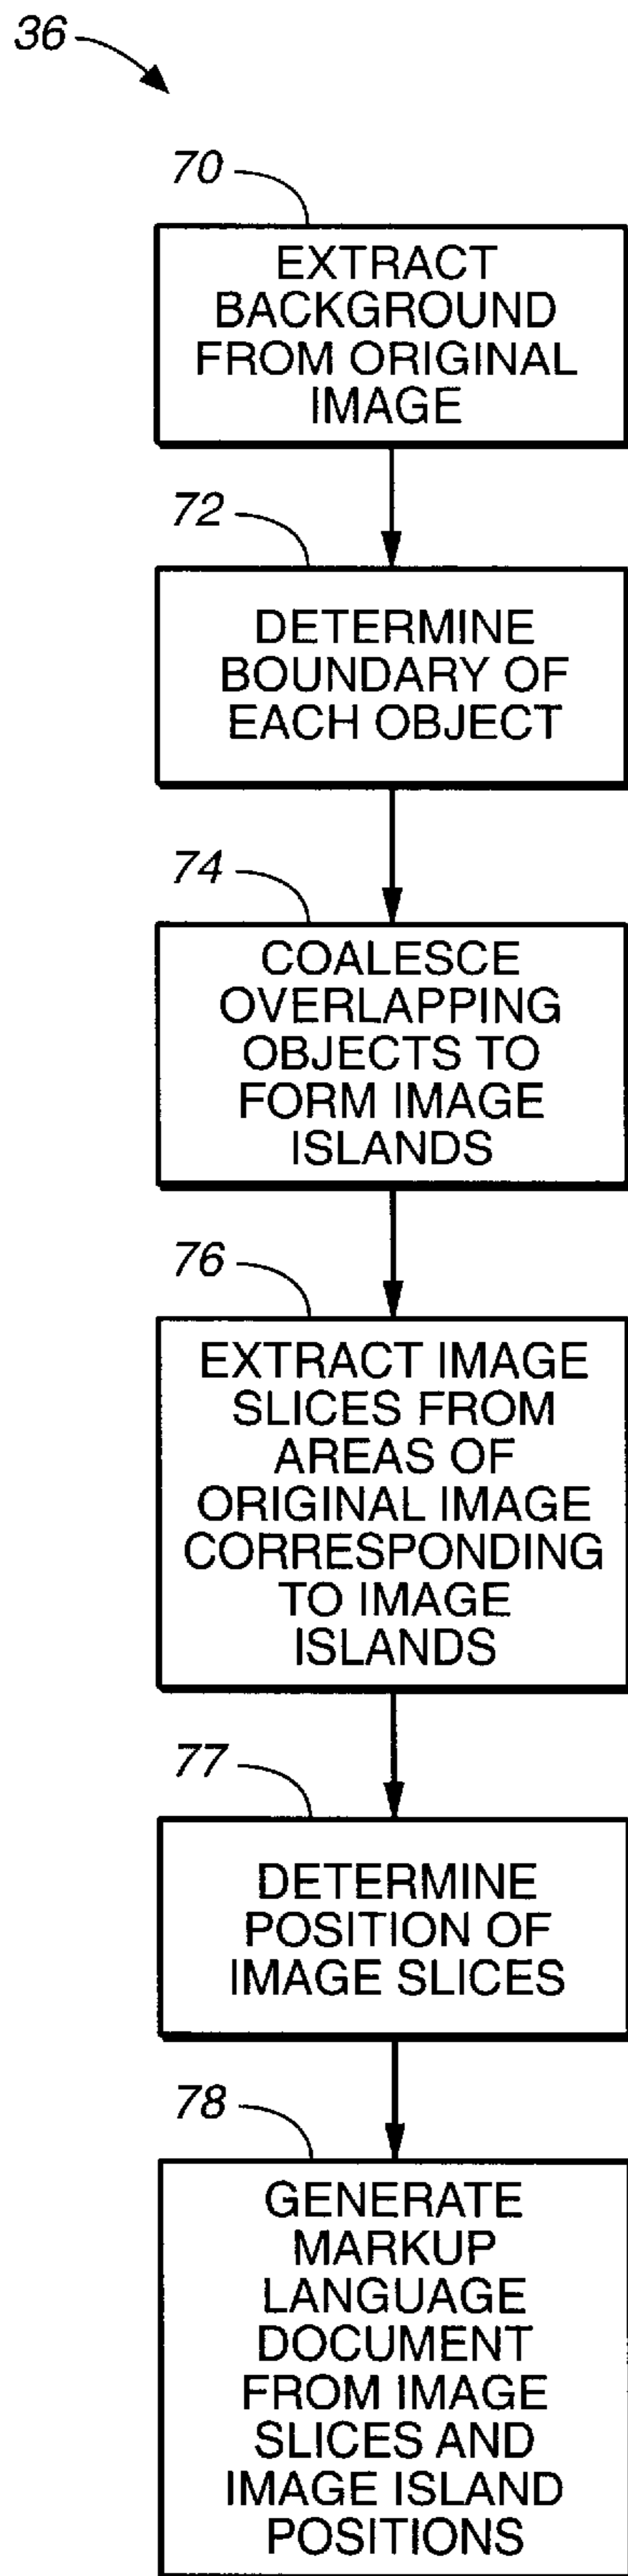 36
70
EXTRACT
BACKGROUND
FROM ORIGINAL
IMAGE
72
DETERMINE
BOUNDARY OF
EACH OBJECT
74
COALESCE
OVERLAPPING
OBJECTS TO
FORM IMAGE
ISLANDS
76
EXTRACT IMAGE
SLICES FROM
AREAS OF
ORIGINAL IMAGE
CORRESPONDING
TO IMAGE
ISLANDS
77
DETERMINE
POSITION OF
IMAGE SLICES
78
GENERATE
MARKUP
LANGUAGE
DOCUMENT
FROM IMAGE
SLICES AND
IMAGE ISLAND
POSITIONS